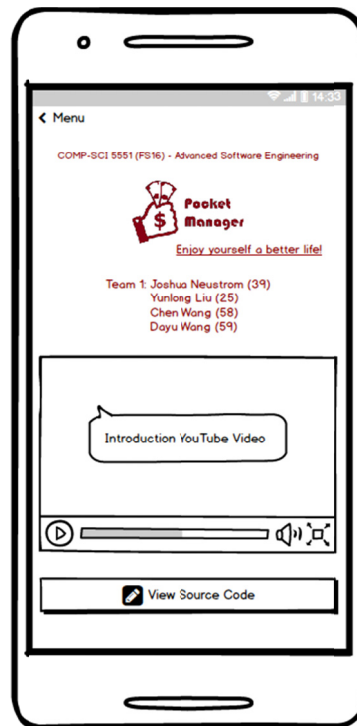 14:33
Menu
COMP-SCI 5551 (FS16) - Advanced Software Engineering
$
Pocket
Manager
Enjoy yourself a better life!
Team 1: Joshua Neustrom (39)
Yunlong Liu (25)
Chen Wang (58)
Dayu Wang (59)
Introduction YouTube Video
View Source Code